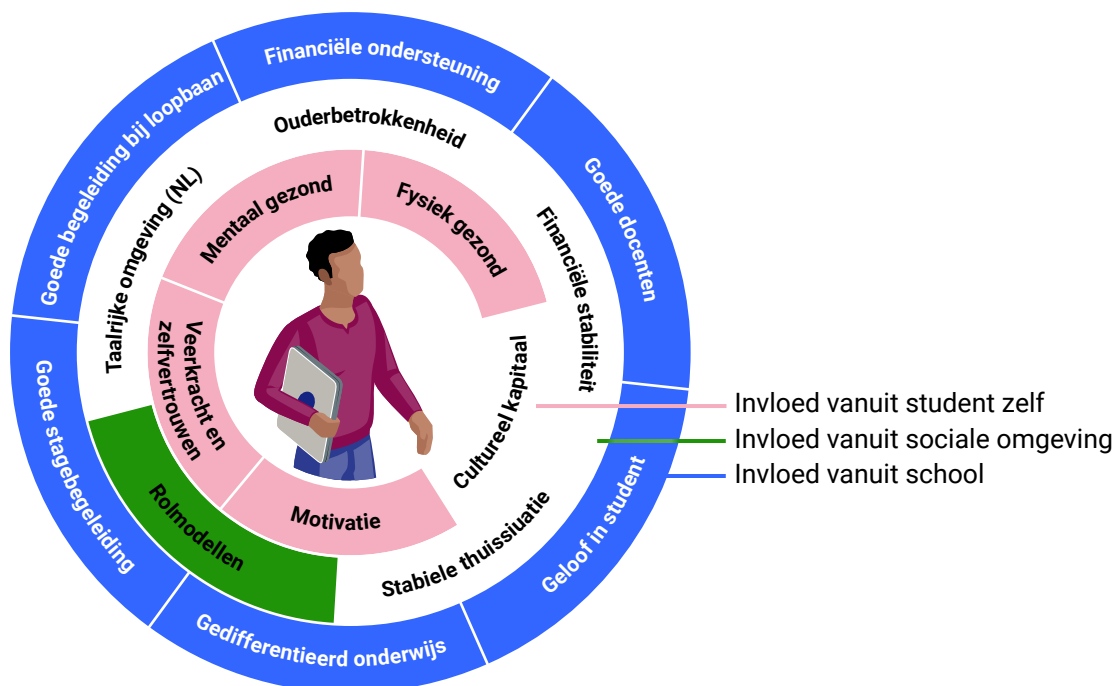 Financiële ondersteuning
Goede docenten
Geloof in student
Gedifferentieerd onderwijs
Goede stagebegeleiding
Goede begeleiding bij loopbaan
Ouderbetrokkenheid
Financiële stabiliteit
Stabiele thuissiuatie
Rolmodellen
Taalrijke omgeving (NL)
Mentaal gezond
Fysiek gezond
Cultureel kapitaal
Motivatie
Veerkracht en
zelfvertrouwen
Invloed vanuit student zelf
Invloed vanuit sociale omgeving
Invloed vanuit school